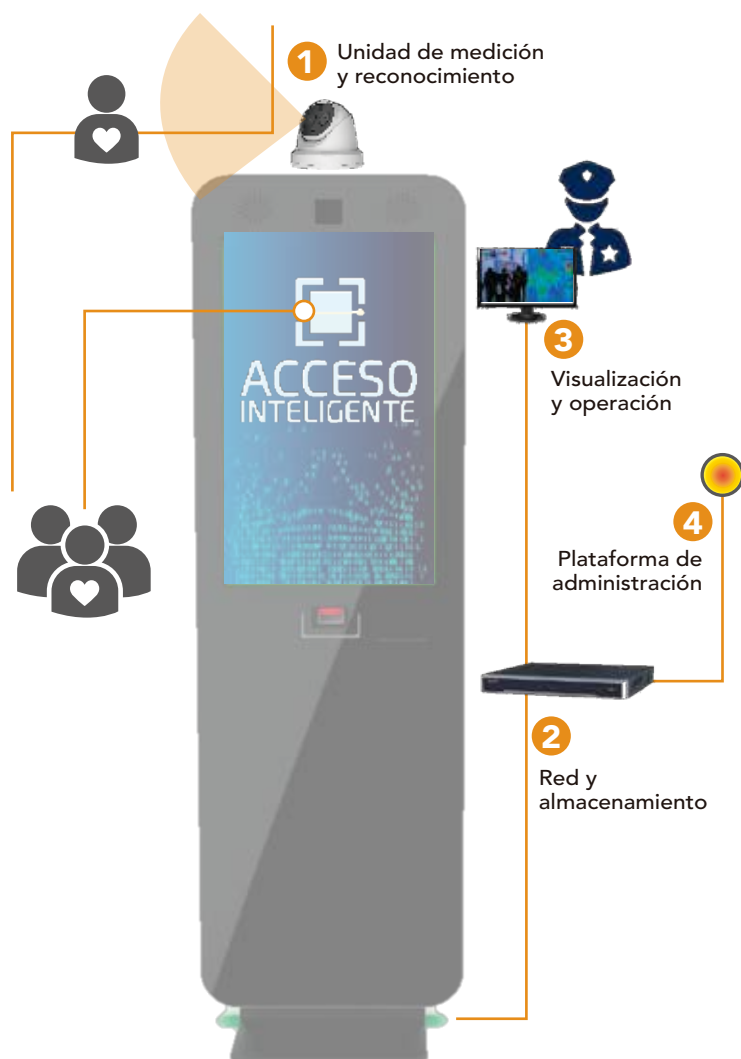 1
Unidad de medición
y reconocimiento
ACCESO
INTELIGENTE
3
Visualización
y operación
4
Plataforma de
administración
2
Red y
almacenamiento